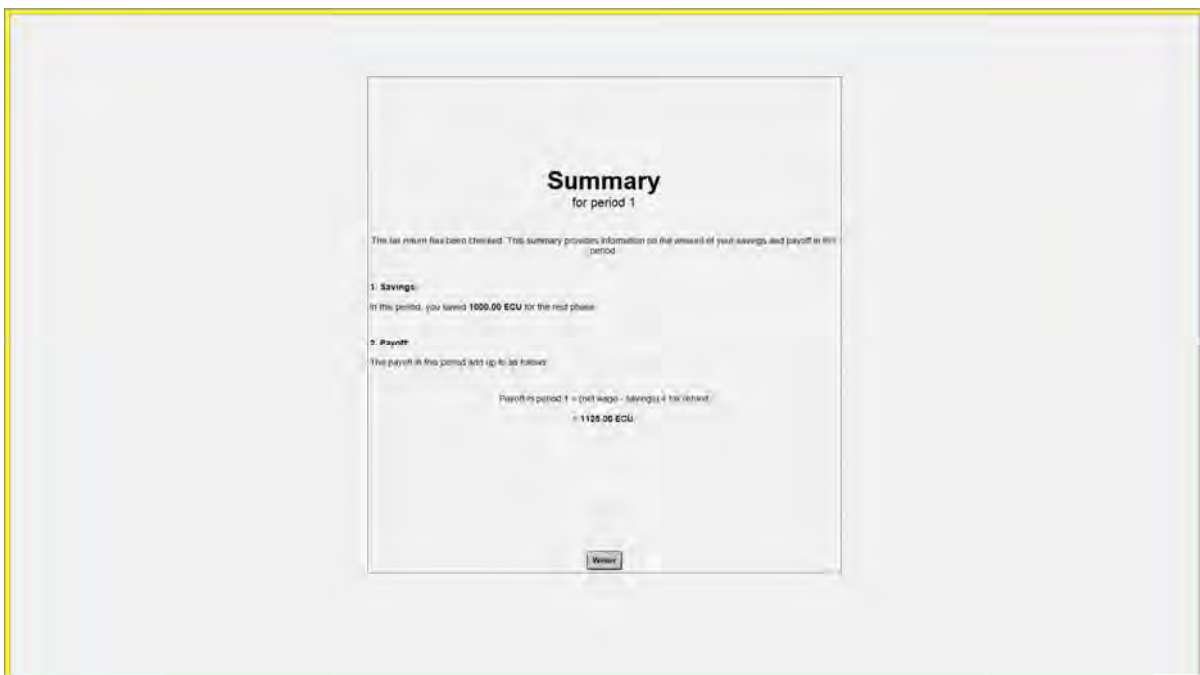 Summary
for period 1
The tax return has been checked. This summary provides information on the amount of your savings and payoff in this
period.
1. Savings:
In this period, you saved 1000.00 ECU for the rest phase.
2. Payoff:
The payoff in this period add up to as follows:
Payoff in period 1 = (net wage - savings) + tax refund
= 1125.00 ECU
Weiter